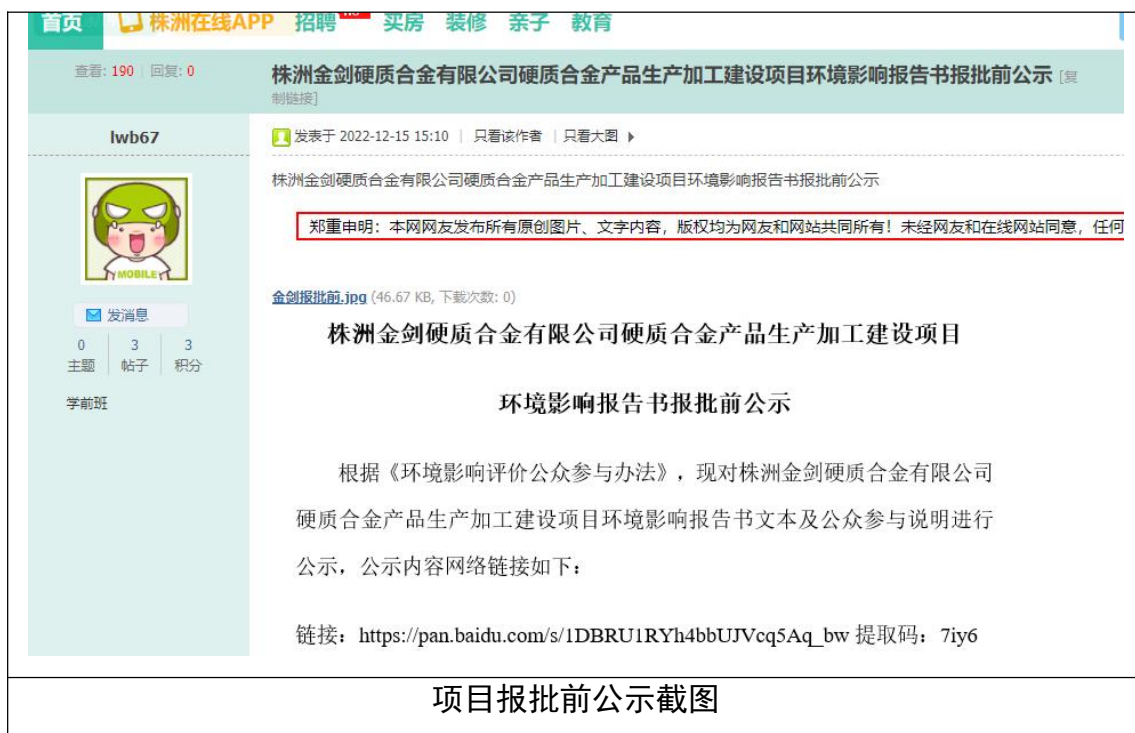 首页 株洲在线APP 招聘 买房 装修 亲子 教育
查看: 190 | 回复: 0
株洲金剑硬质合金有限公司硬质合金产品生产加工建设项目环境影响报告书报批前公示 [复
制链接]
lwb67
发表于 2022-12-15 15:10 | 只看该作者 | 只看大图
株洲金剑硬质合金有限公司硬质合金产品生产加工建设项目环境影响报告书报批前公示
郑重申明：本网网友发布所有原创图片、文字内容，版权均为网友和网站共同所有！未经网友和在线网站同意，任何
MOBILE
发消息
0 3 3
主题 帖子 积分
学前班
金剑报批前.jpg (46.67 KB, 下载次数: 0)
株洲金剑硬质合金有限公司硬质合金产品生产加工建设项目
环境影响报告书报批前公示
根据《环境影响评价公众参与办法》，现对株洲金剑硬质合金有限公司
硬质合金产品生产加工建设项目环境影响报告书文本及公众参与说明进行
公示，公示内容网络链接如下：
链接：https://pan.baidu.com/s/1DBRU1RYh4bbUJVcq5Aq_bw 提取码：7iy6
项目报批前公示截图